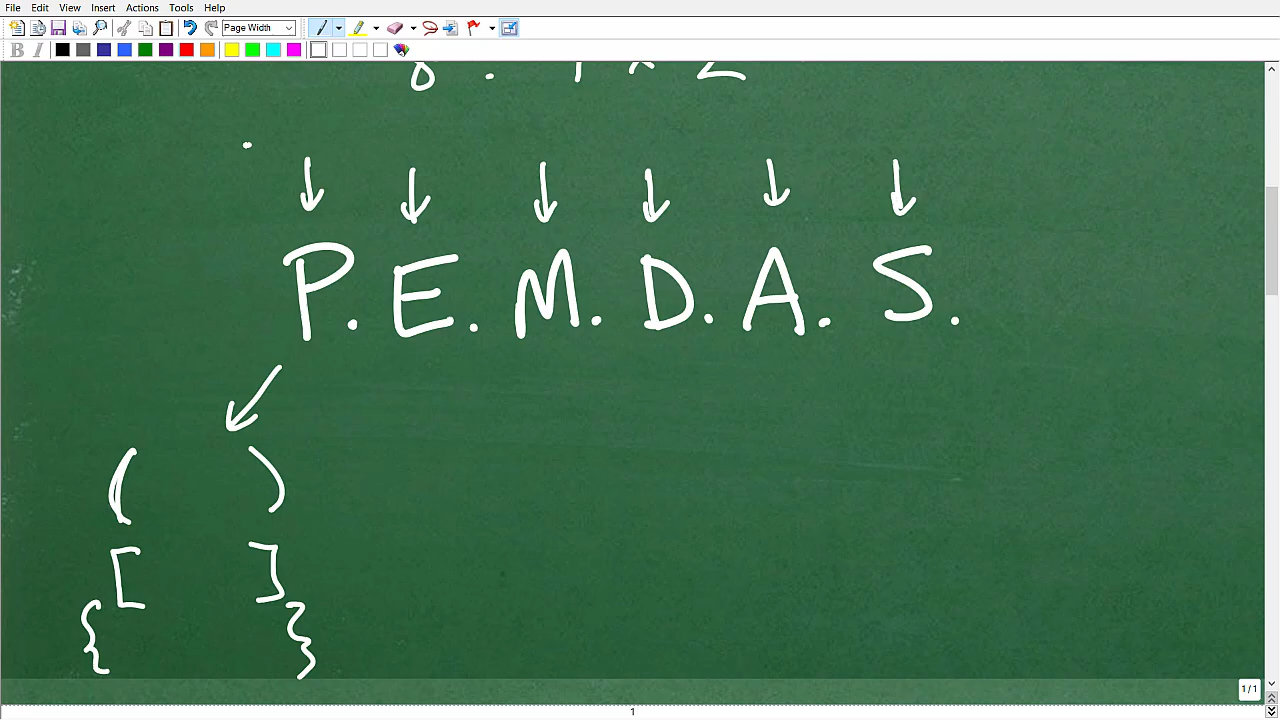 File Edit View Insert Actions Tools Help
Page Width
B I
P. E. M. D. A. S.
( )
[ ]
{ }
1/1
1